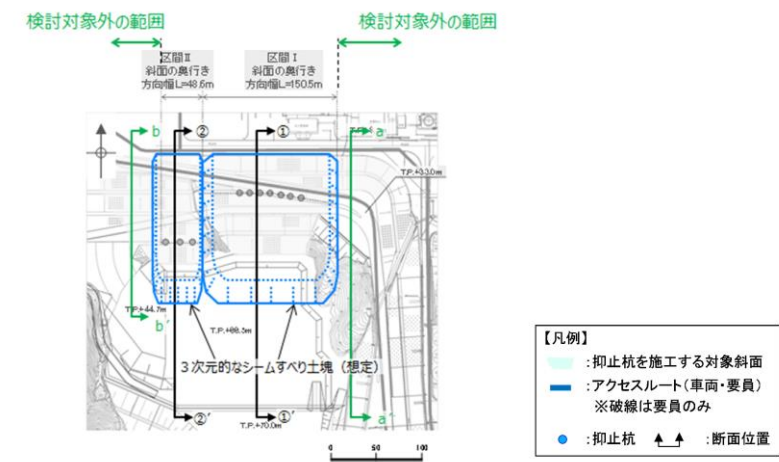 検討対象外の範囲
検討対象外の範囲
区間Ⅱ
斜面の奥行き
方向幅L=48.6m
区間Ⅰ
斜面の奥行き
方向幅L=150.5m
b
②
①
a
T.P.+44.7m
b´
３次元的なシームすべり土塊（想定）
②´
①´
a´
T.P.+70.0m
0 50 100
【凡例】
:抑止杭を施工する対象斜面
:アクセスルート(車両・要員)
※破線は要員のみ
:抑止杭
:断面位置